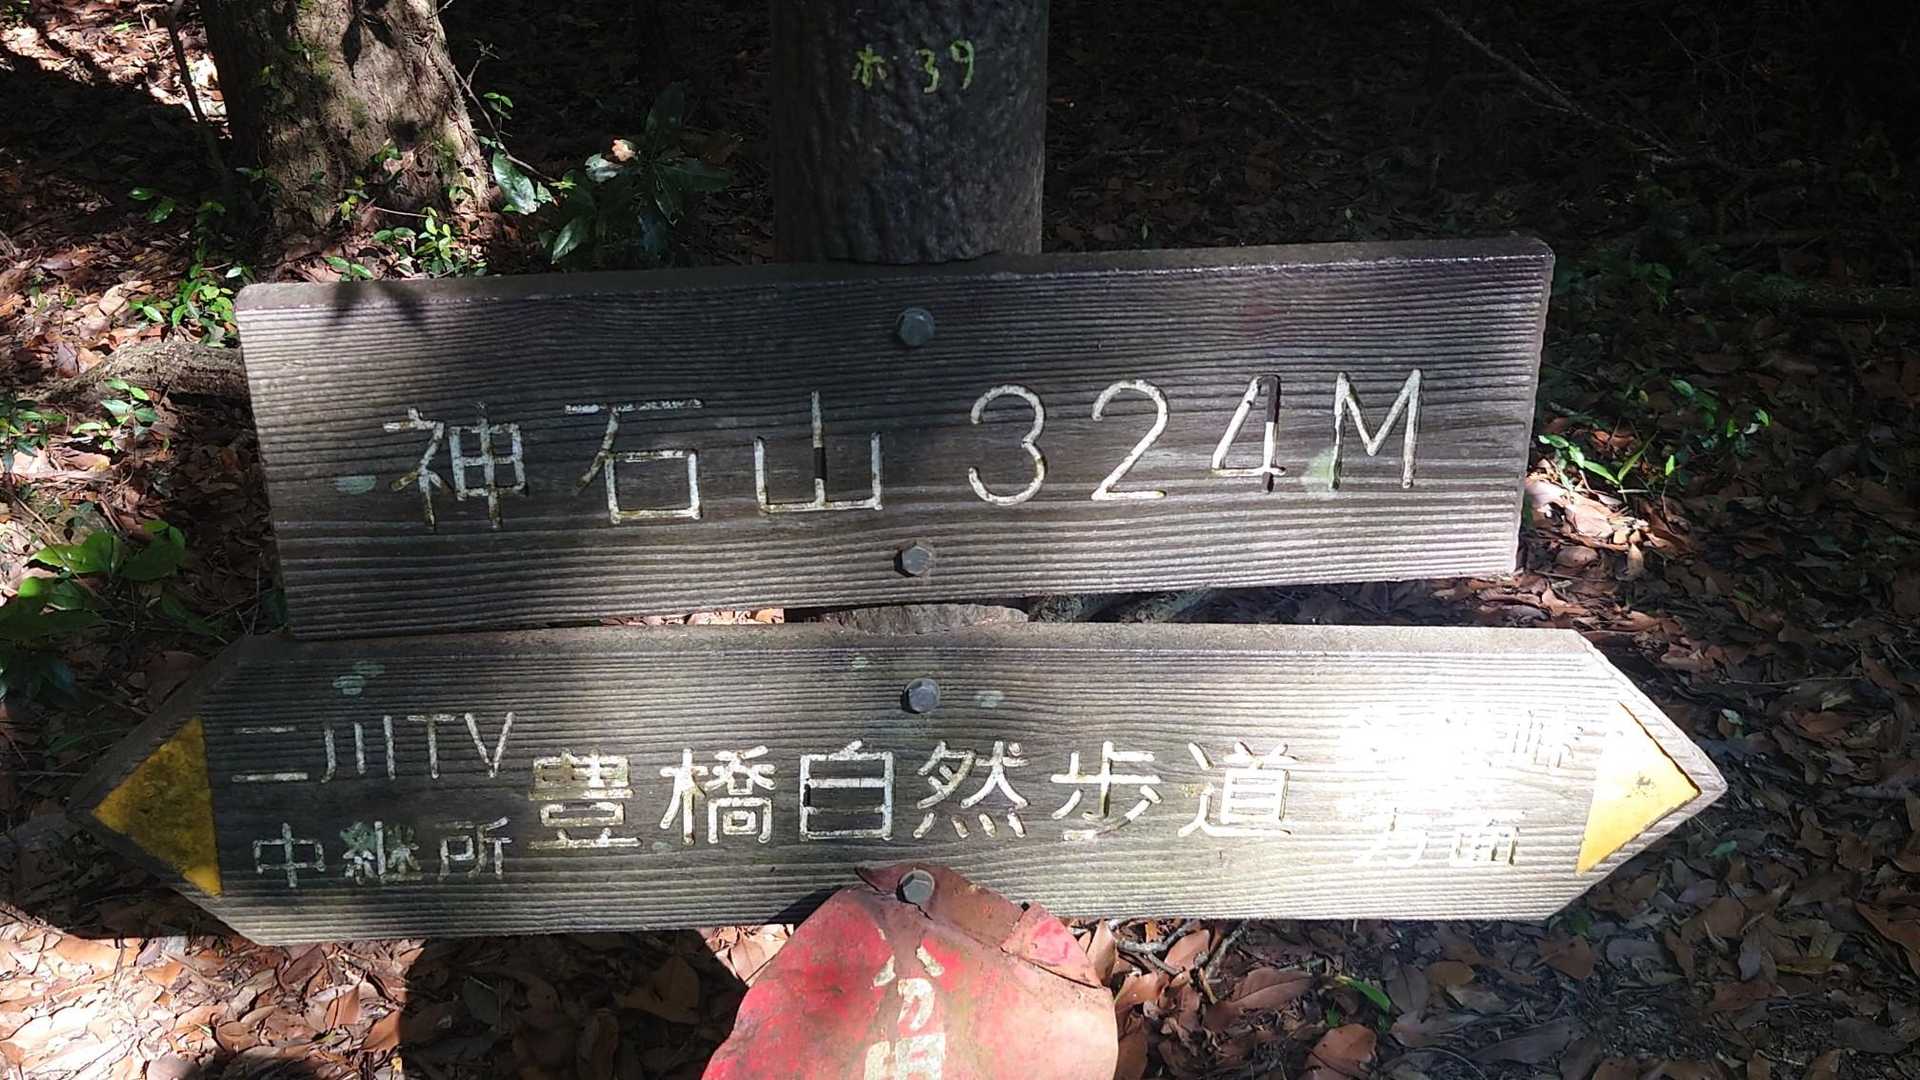 ホ39
神石山 324M
二川TV
中継所
豊橋自然歩道
方面